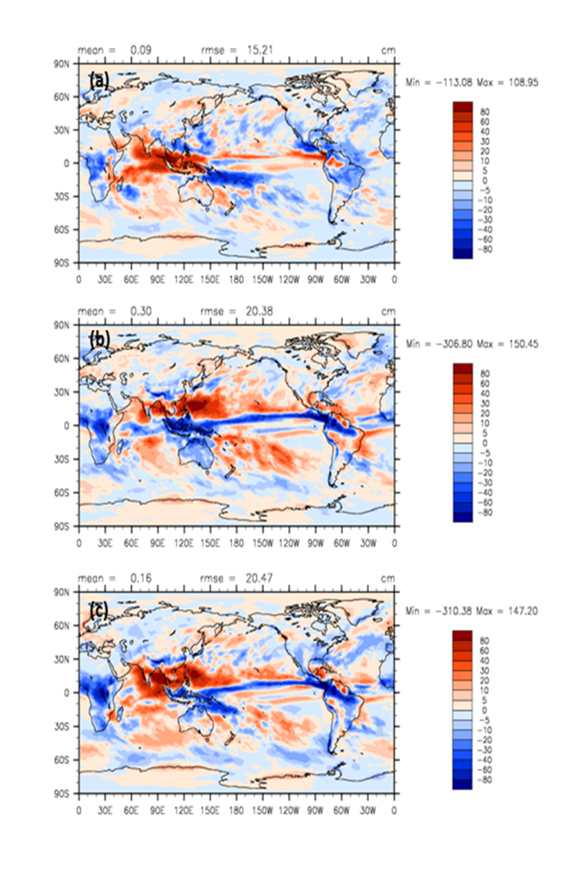 mean = 0.09 rmse = 15.21 cm
(a)
Min = −113.08 Max = 108.95
90N
60N
30N
0
30S
60S
90S
0 30E 60E 90E 120E 150E 180 150W 120W 90W 60W 30W 0
80
60
40
30
20
10
5
0
−5
−10
−20
−30
−40
−60
−80
mean = 0.30 rmse = 20.38 cm
(b)
Min = −306.80 Max = 150.45
90N
60N
30N
0
30S
60S
90S
0 30E 60E 90E 120E 150E 180 150W 120W 90W 60W 30W 0
80
60
40
30
20
10
5
0
−5
−10
−20
−30
−40
−60
−80
mean = 0.16 rmse = 20.47 cm
(c)
Min = −310.38 Max = 147.20
90N
60N
30N
0
30S
60S
90S
0 30E 60E 90E 120E 150E 180 150W 120W 90W 60W 30W 0
80
60
40
30
20
10
5
0
−5
−10
−20
−30
−40
−60
−80